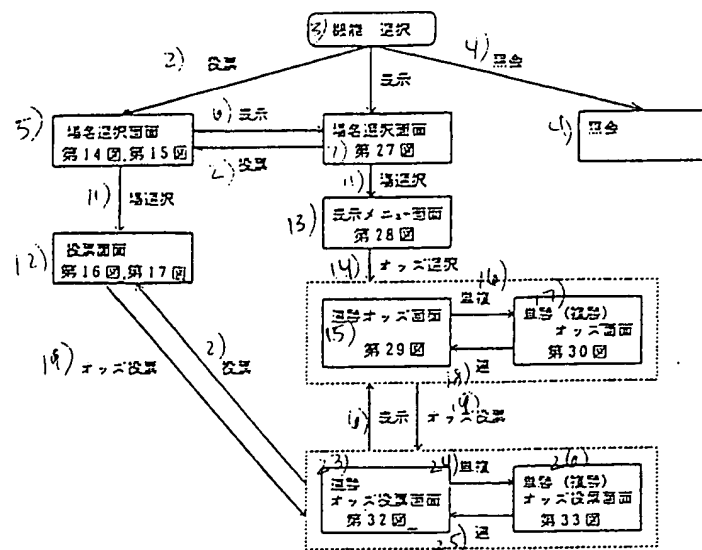 3) 機能 選択
2) 投票
表示
4) 照会
5) 場名選択画面
第14図,第15図
6) 表示
2) 投票
場名選択画面
7) 第27図
4) 照会
11) 場選択
11) 場選択
12) 投票画面
第16図,第17図
13) 表示メニュー画面
第28図
14) オッズ選択
連勝オッズ画面
15) 第29図
16) 単複
17) 単勝(複勝)
オッズ画面
第30図
18) 連
19) オッズ投票
2) 投票
6) 表示
19) オッズ投票
23) 連勝
オッズ投票画面
第32図
24) 単複
26) 単勝(複勝)
オッズ投票画面
第33図
25) 連